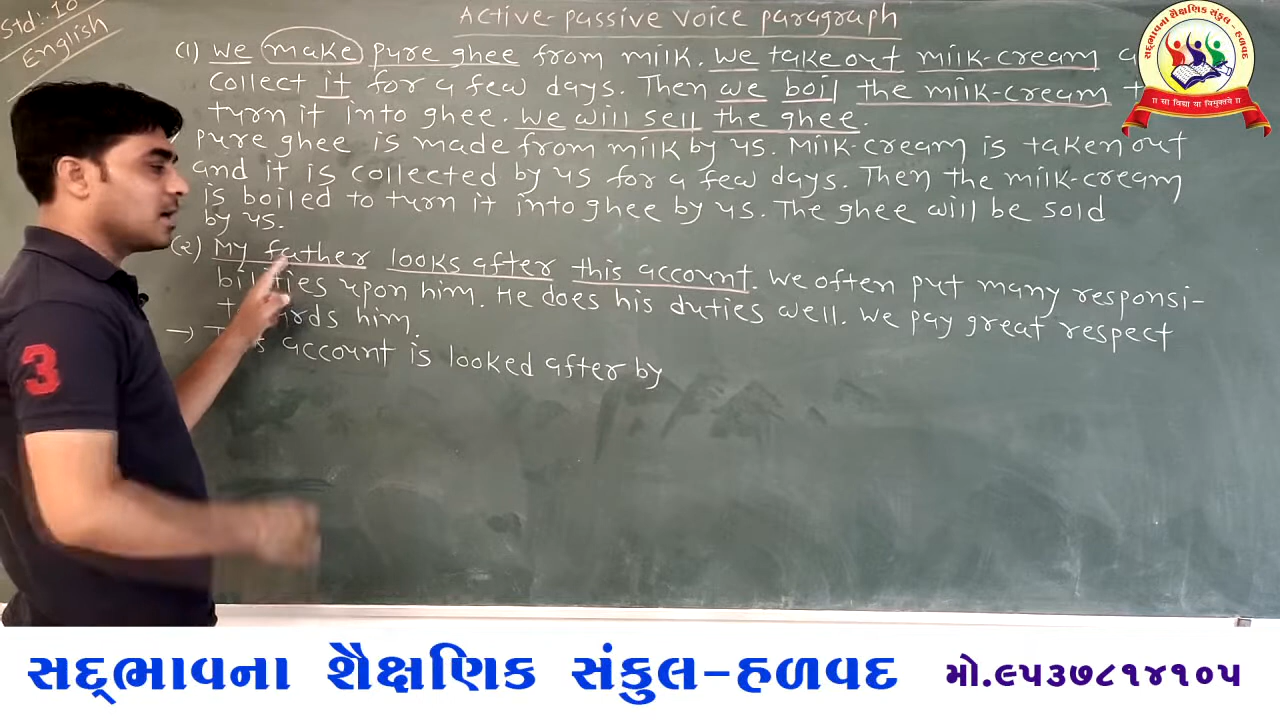 Std:-10
English
Active-passive voice paragraph
(1) We make pure ghee from milk. We take out milk-cream
collect it for a few days. Then we boil the milk-cream
turn it into ghee. We will sell the ghee.
Pure ghee is made from milk by us. Milk-cream is taken out
and it is collected by us for a few days. Then the milk-cream
is boiled to turn it into ghee by us. The ghee will be sold
by us.
(2) My father looks after this account. We often put many responsi-
bilities upon him. He does his duties well. We pay great respect
him.
→ account is looked after by
સદ્ભાવના શૈક્ષણિક સંકુલ - હળવદ
॥ सा विद्या या विमुक्तये ॥
3
સદ્ભાવના શૈક્ષણિક સંકુલ-હળવદ મો.૯૫૩૭૮૧૪૧૦૫